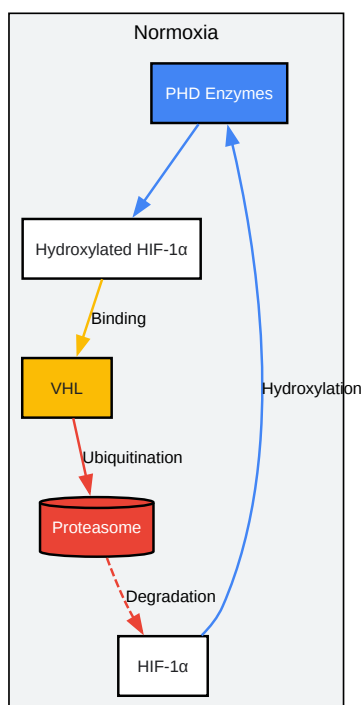 Normoxia
PHD Enzymes
Hydroxylated HIF-1α
Binding
VHL
Hydroxylation
Ubiquitination
Proteasome
Degradation
HIF-1α